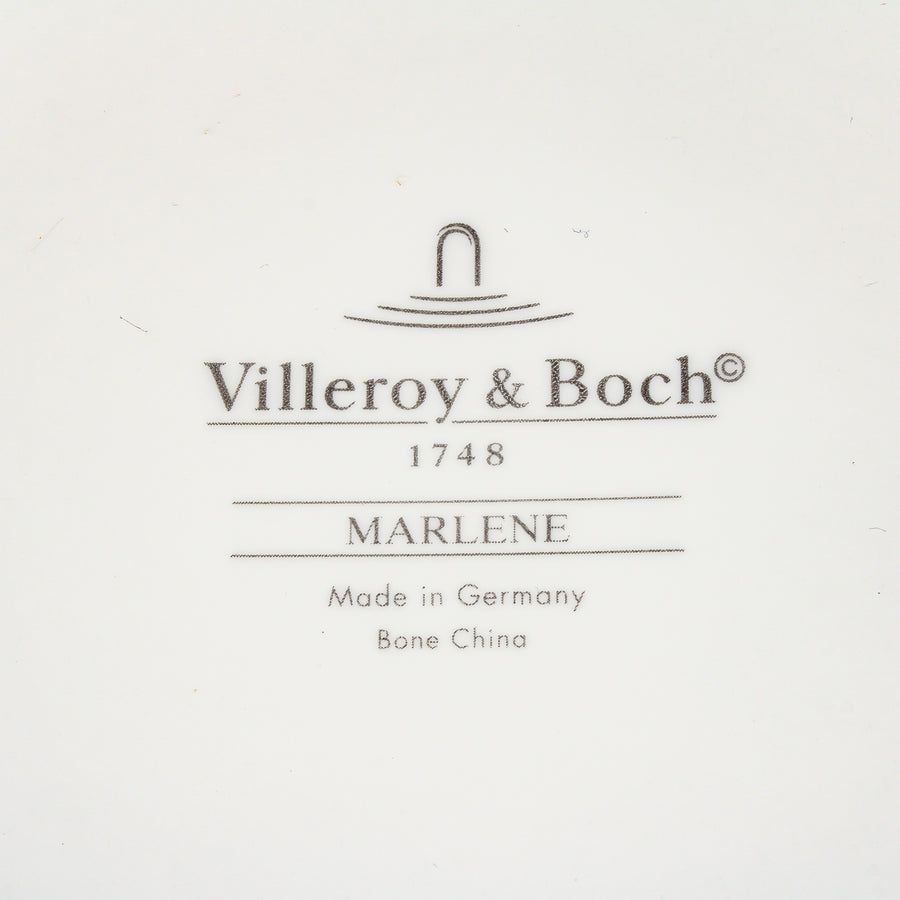 Villeroy & Boch©
1748
MARLENE
Made in Germany
Bone China